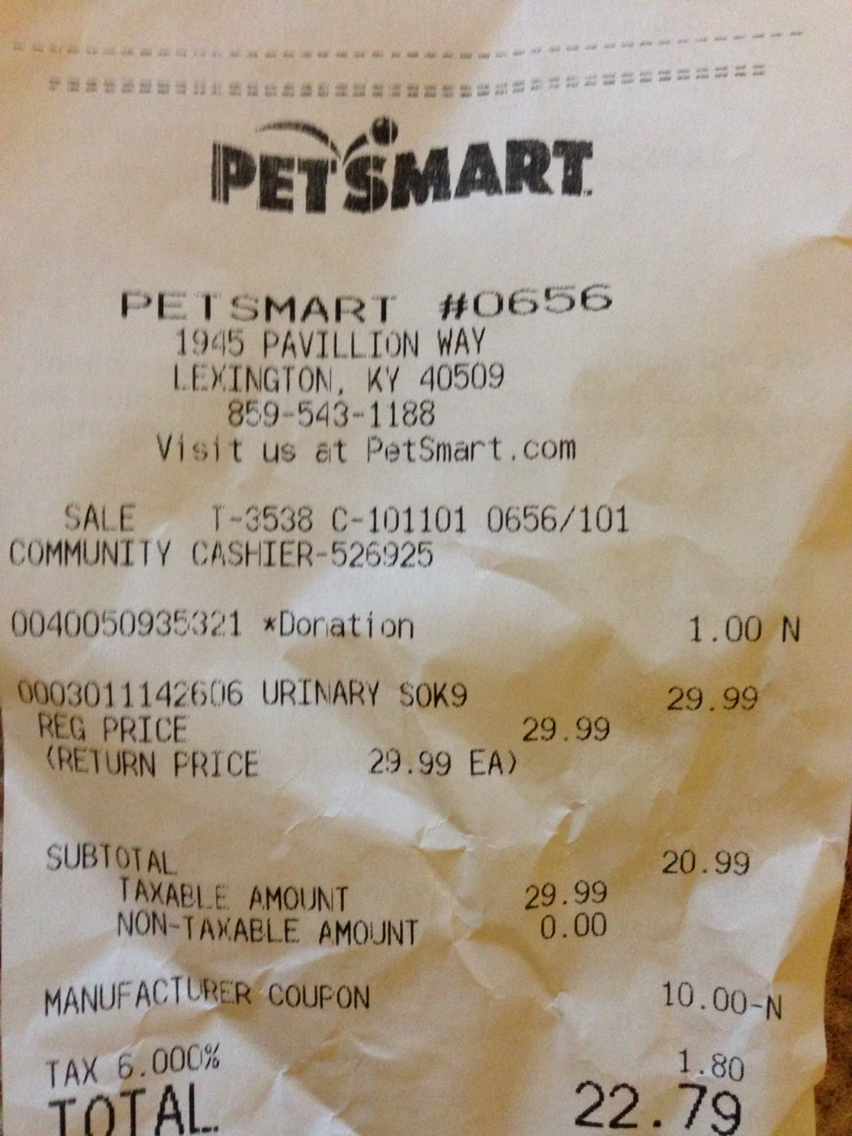 PETSMART
PETSMART #0656
1945 PAVILLION WAY
LEXINGTON, KY 40509
859-543-1188
Visit us at PetSmart.com
SALE T-3538 C-101101 0656/101
COMMUNITY CASHIER-526925
0040050935321 *Donation 1.00 N
0003011142606 URINARY SOK9 29.99
REG PRICE 29.99
(RETURN PRICE 29.99 EA)
SUBTOTAL 20.99
TAXABLE AMOUNT 29.99
NON-TAXABLE AMOUNT 0.00
MANUFACTURER COUPON 10.00-N
TAX 6.000% 1.80
TOTAL 22.79